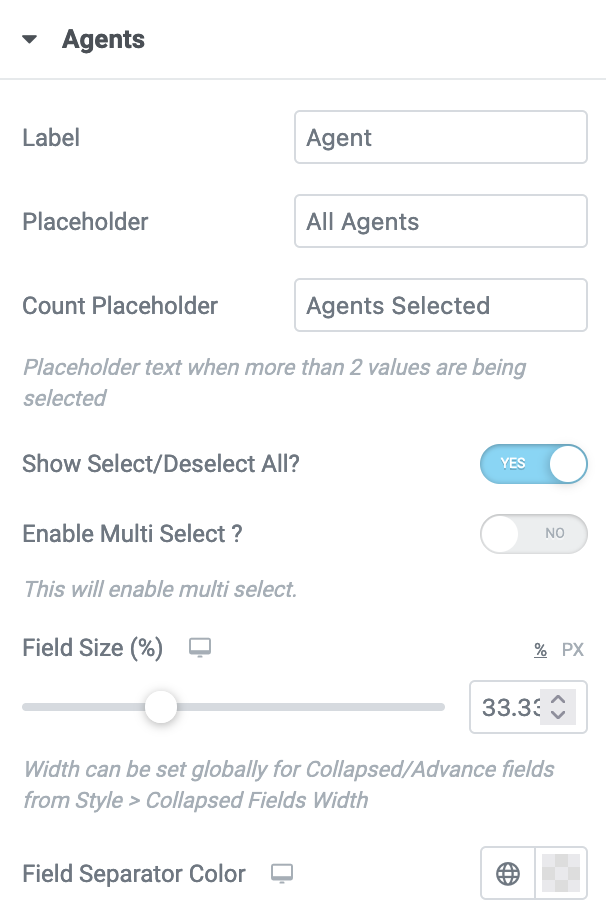 Agents
Label
Agent
Placeholder
All Agents
Count Placeholder
Agents Selected
Placeholder text when more than 2 values are being
selected
Show Select/Deselect All?
YES
Enable Multi Select ?
NO
This will enable multi select.
Field Size (%)
% PX
33.33
Width can be set globally for Collapsed/Advance fields
from Style > Collapsed Fields Width
Field Separator Color